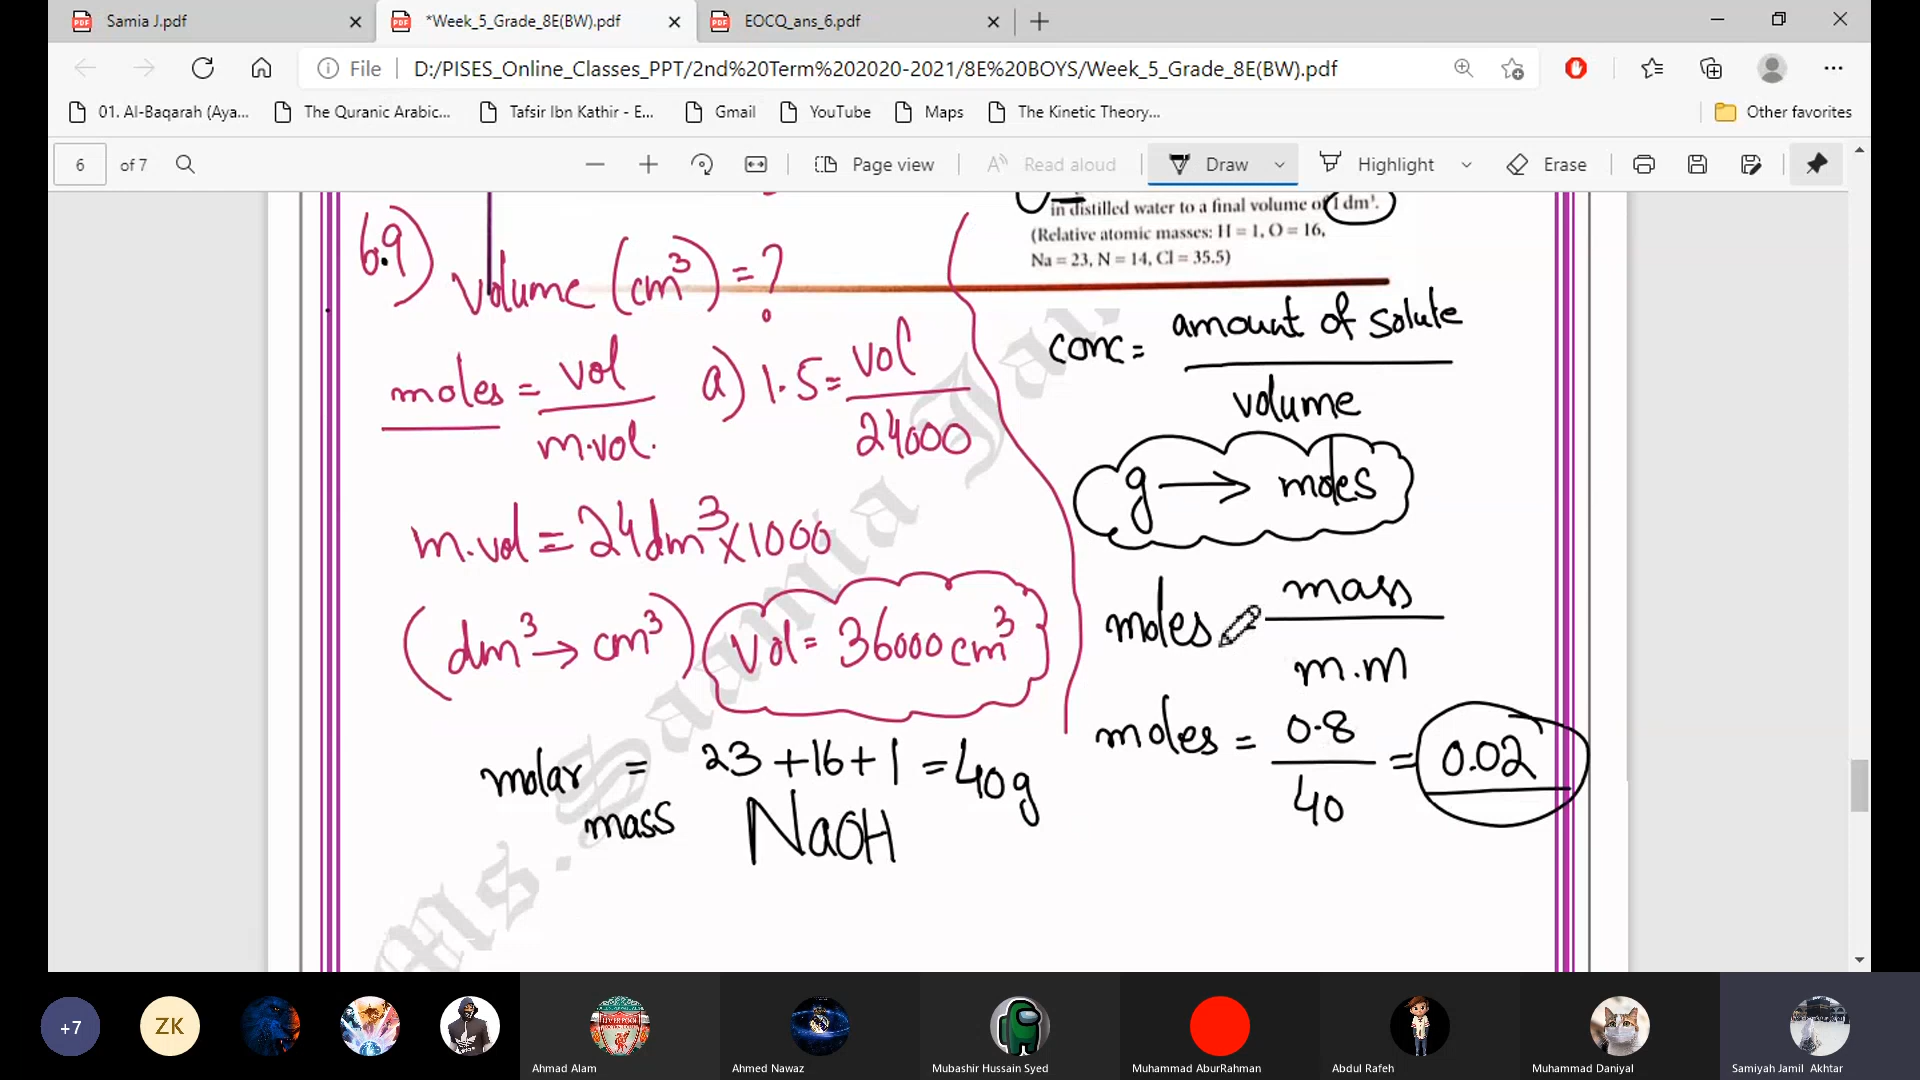 Samia J.pdf
*Week_5_Grade_8E(BW).pdf
EOCQ_ans_6.pdf
File
D:/PISES_Online_Classes_PPT/2nd%20Term%202020-2021/8E%20BOYS/Week_5_Grade_8E(BW).pdf
01. Al-Baqarah (Aya...
The Quranic Arabic...
Tafsir Ibn Kathir - E...
Gmail
YouTube
Maps
The Kinetic Theory...
Other favorites
6 of 7
Page view
Read aloud
Draw
Highlight
Erase
in distilled water to a final volume of 1 dm³.
(Relative atomic masses: H = 1, O = 16,
Na = 23, N = 14, Cl = 35.5)
6.9)
volume (cm³) = ?
moles = vol / m.vol.
a) 1.5 = vol / 24000
m.vol = 24dm³ x 1000
(dm³ → cm³)
vol = 36000 cm³
conc = amount of solute / volume
g → moles
moles mass / m.m
moles = 0.8 / 40 = 0.02
molar mass = 23 + 16 + 1 = 40g
NaOH
Ms. Saamia Ja
+7
ZK
Ahmad Alam
Ahmed Nawaz
Mubashir Hussain Syed
Muhammad AburRahman
Abdul Rafeh
Muhammad Daniyal
Samiyah Jamil Akhtar